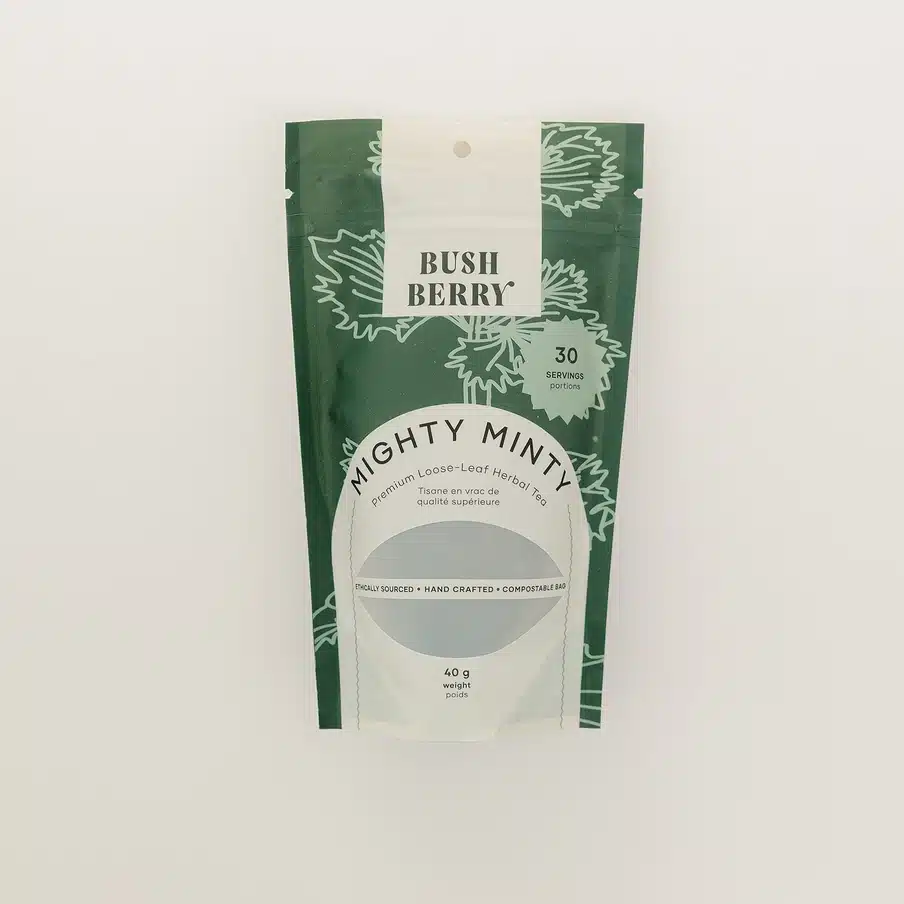 BUSH
BERRY
30
SERVINGS
portions
MIGHTY MINTY
Premium Loose-Leaf Herbal Tea
Tisane en vrac de
qualité supérieure
ETHICALLY SOURCED • HAND CRAFTED • COMPOSTABLE BAG
40 g
weight
poids